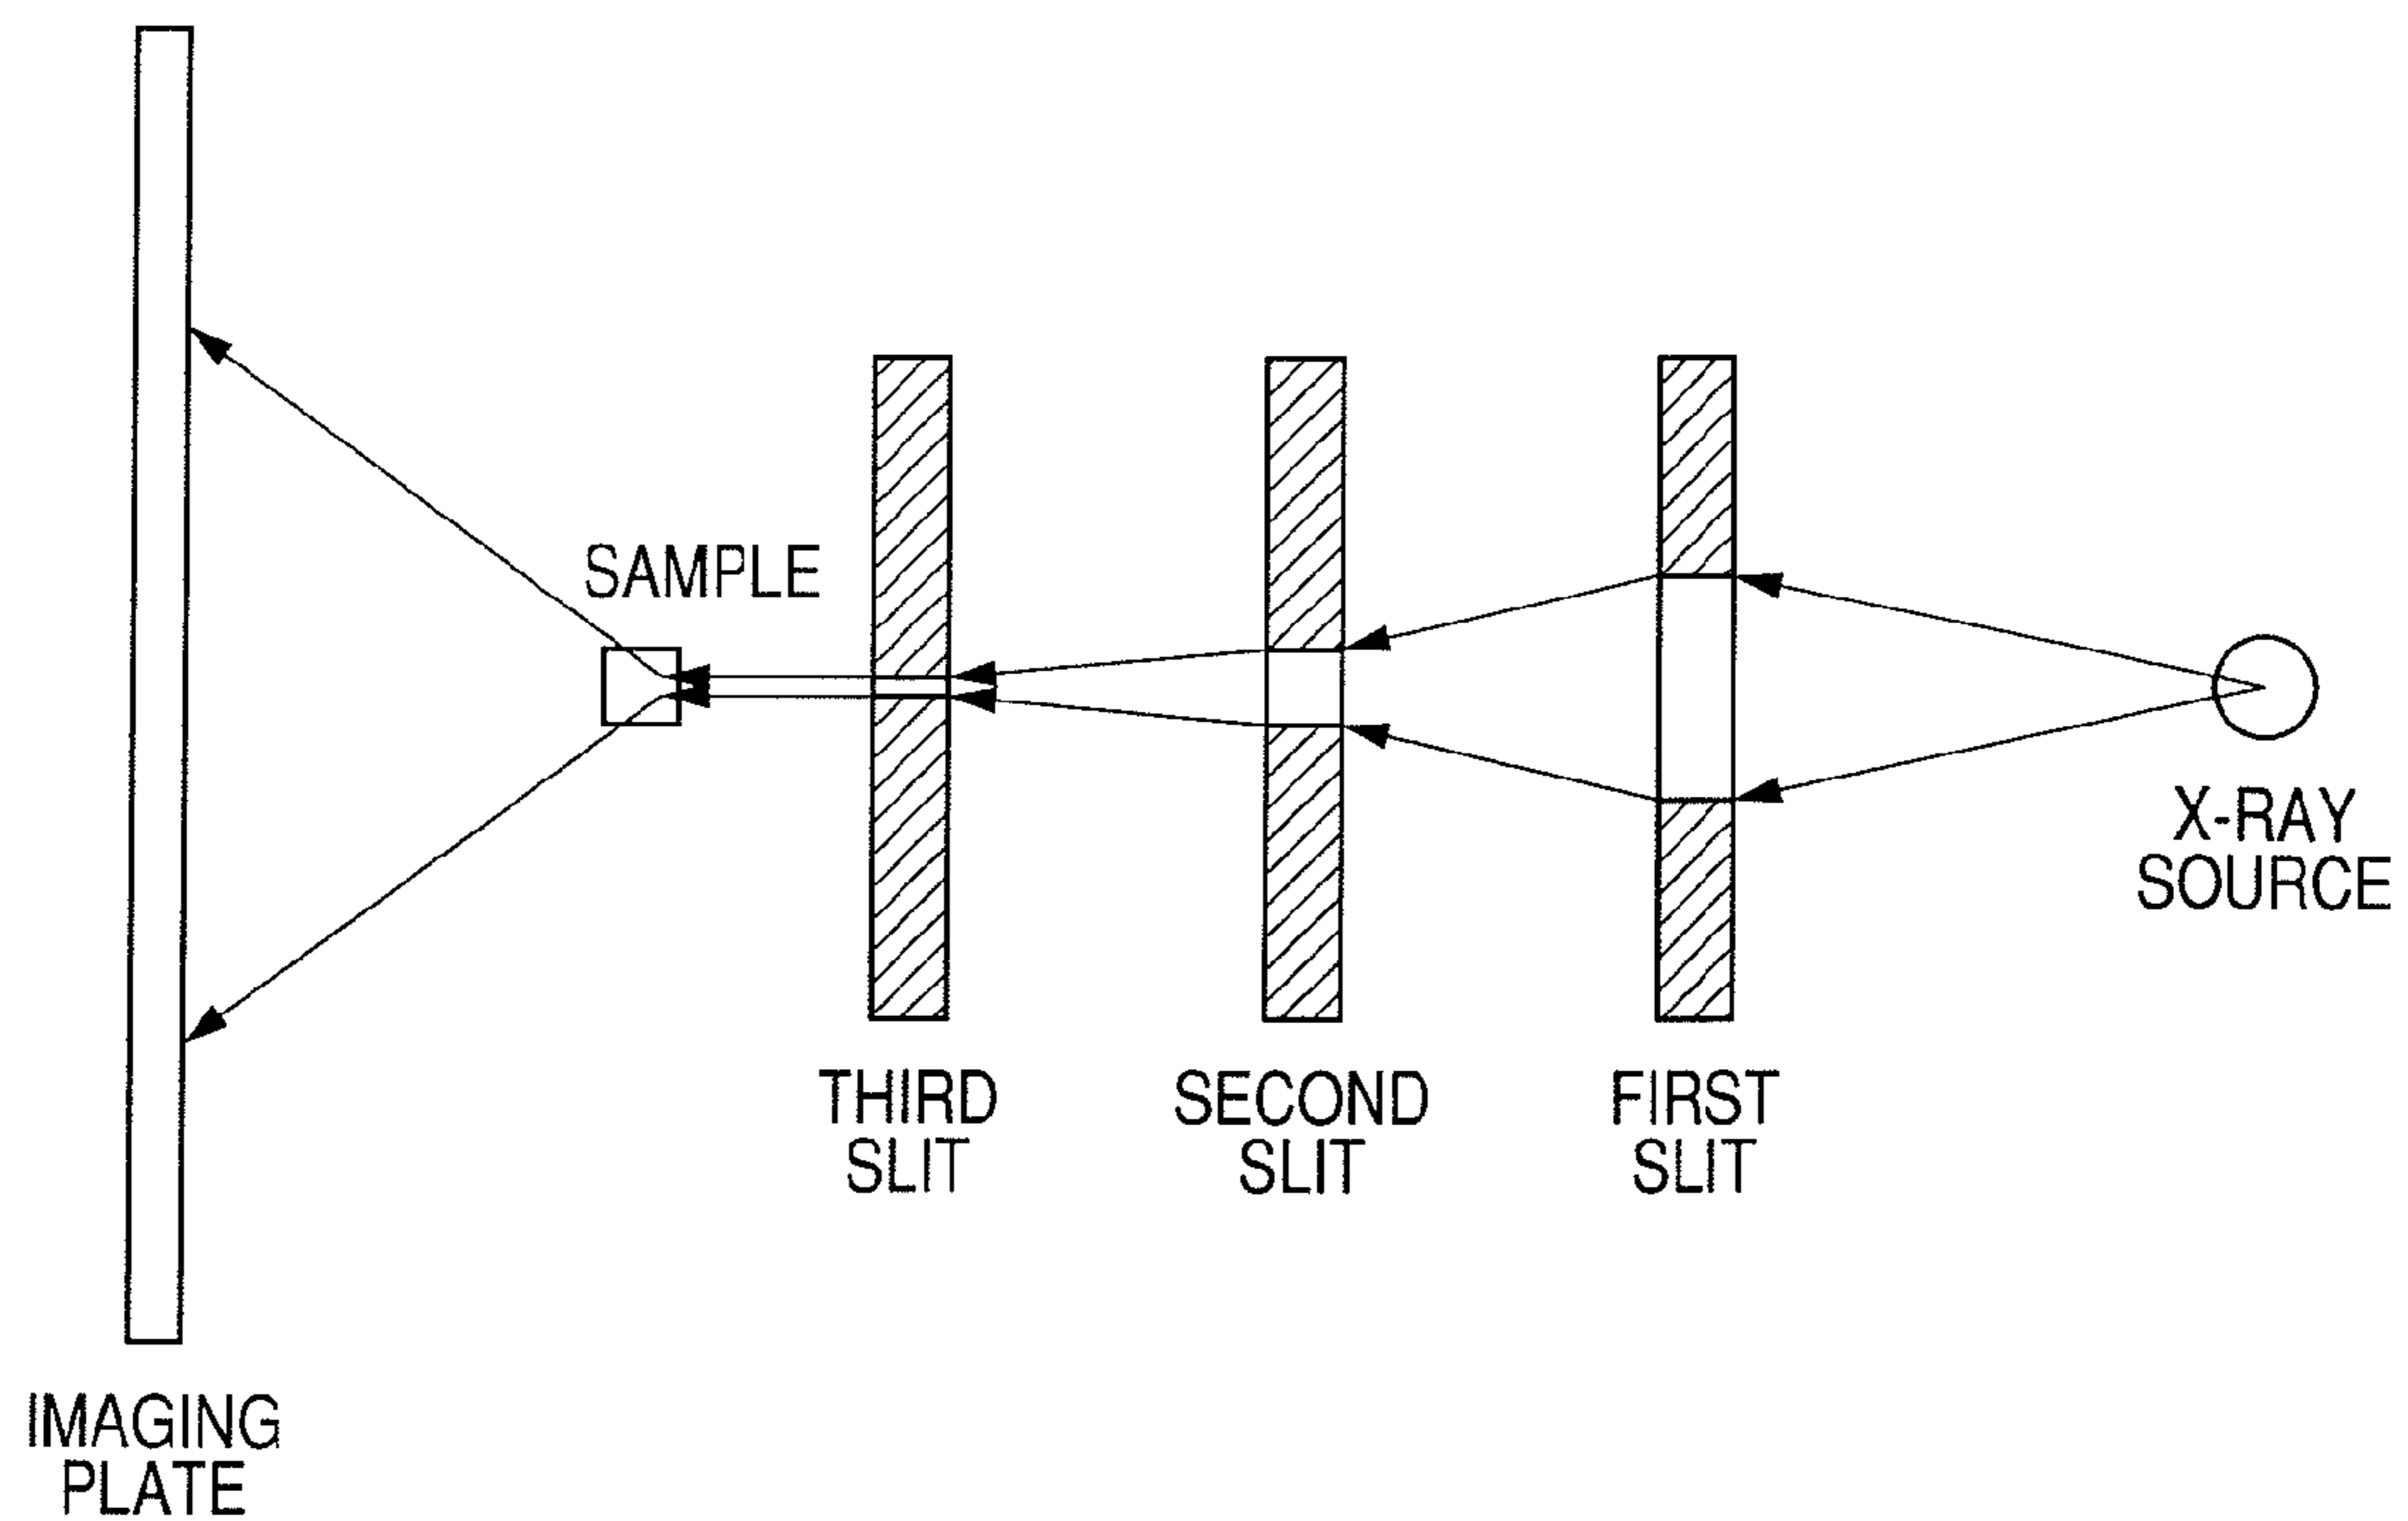 SAMPLE
X-RAY
SOURCE
THIRD
SLIT
SECOND
SLIT
FIRST
SLIT
IMAGING
PLATE